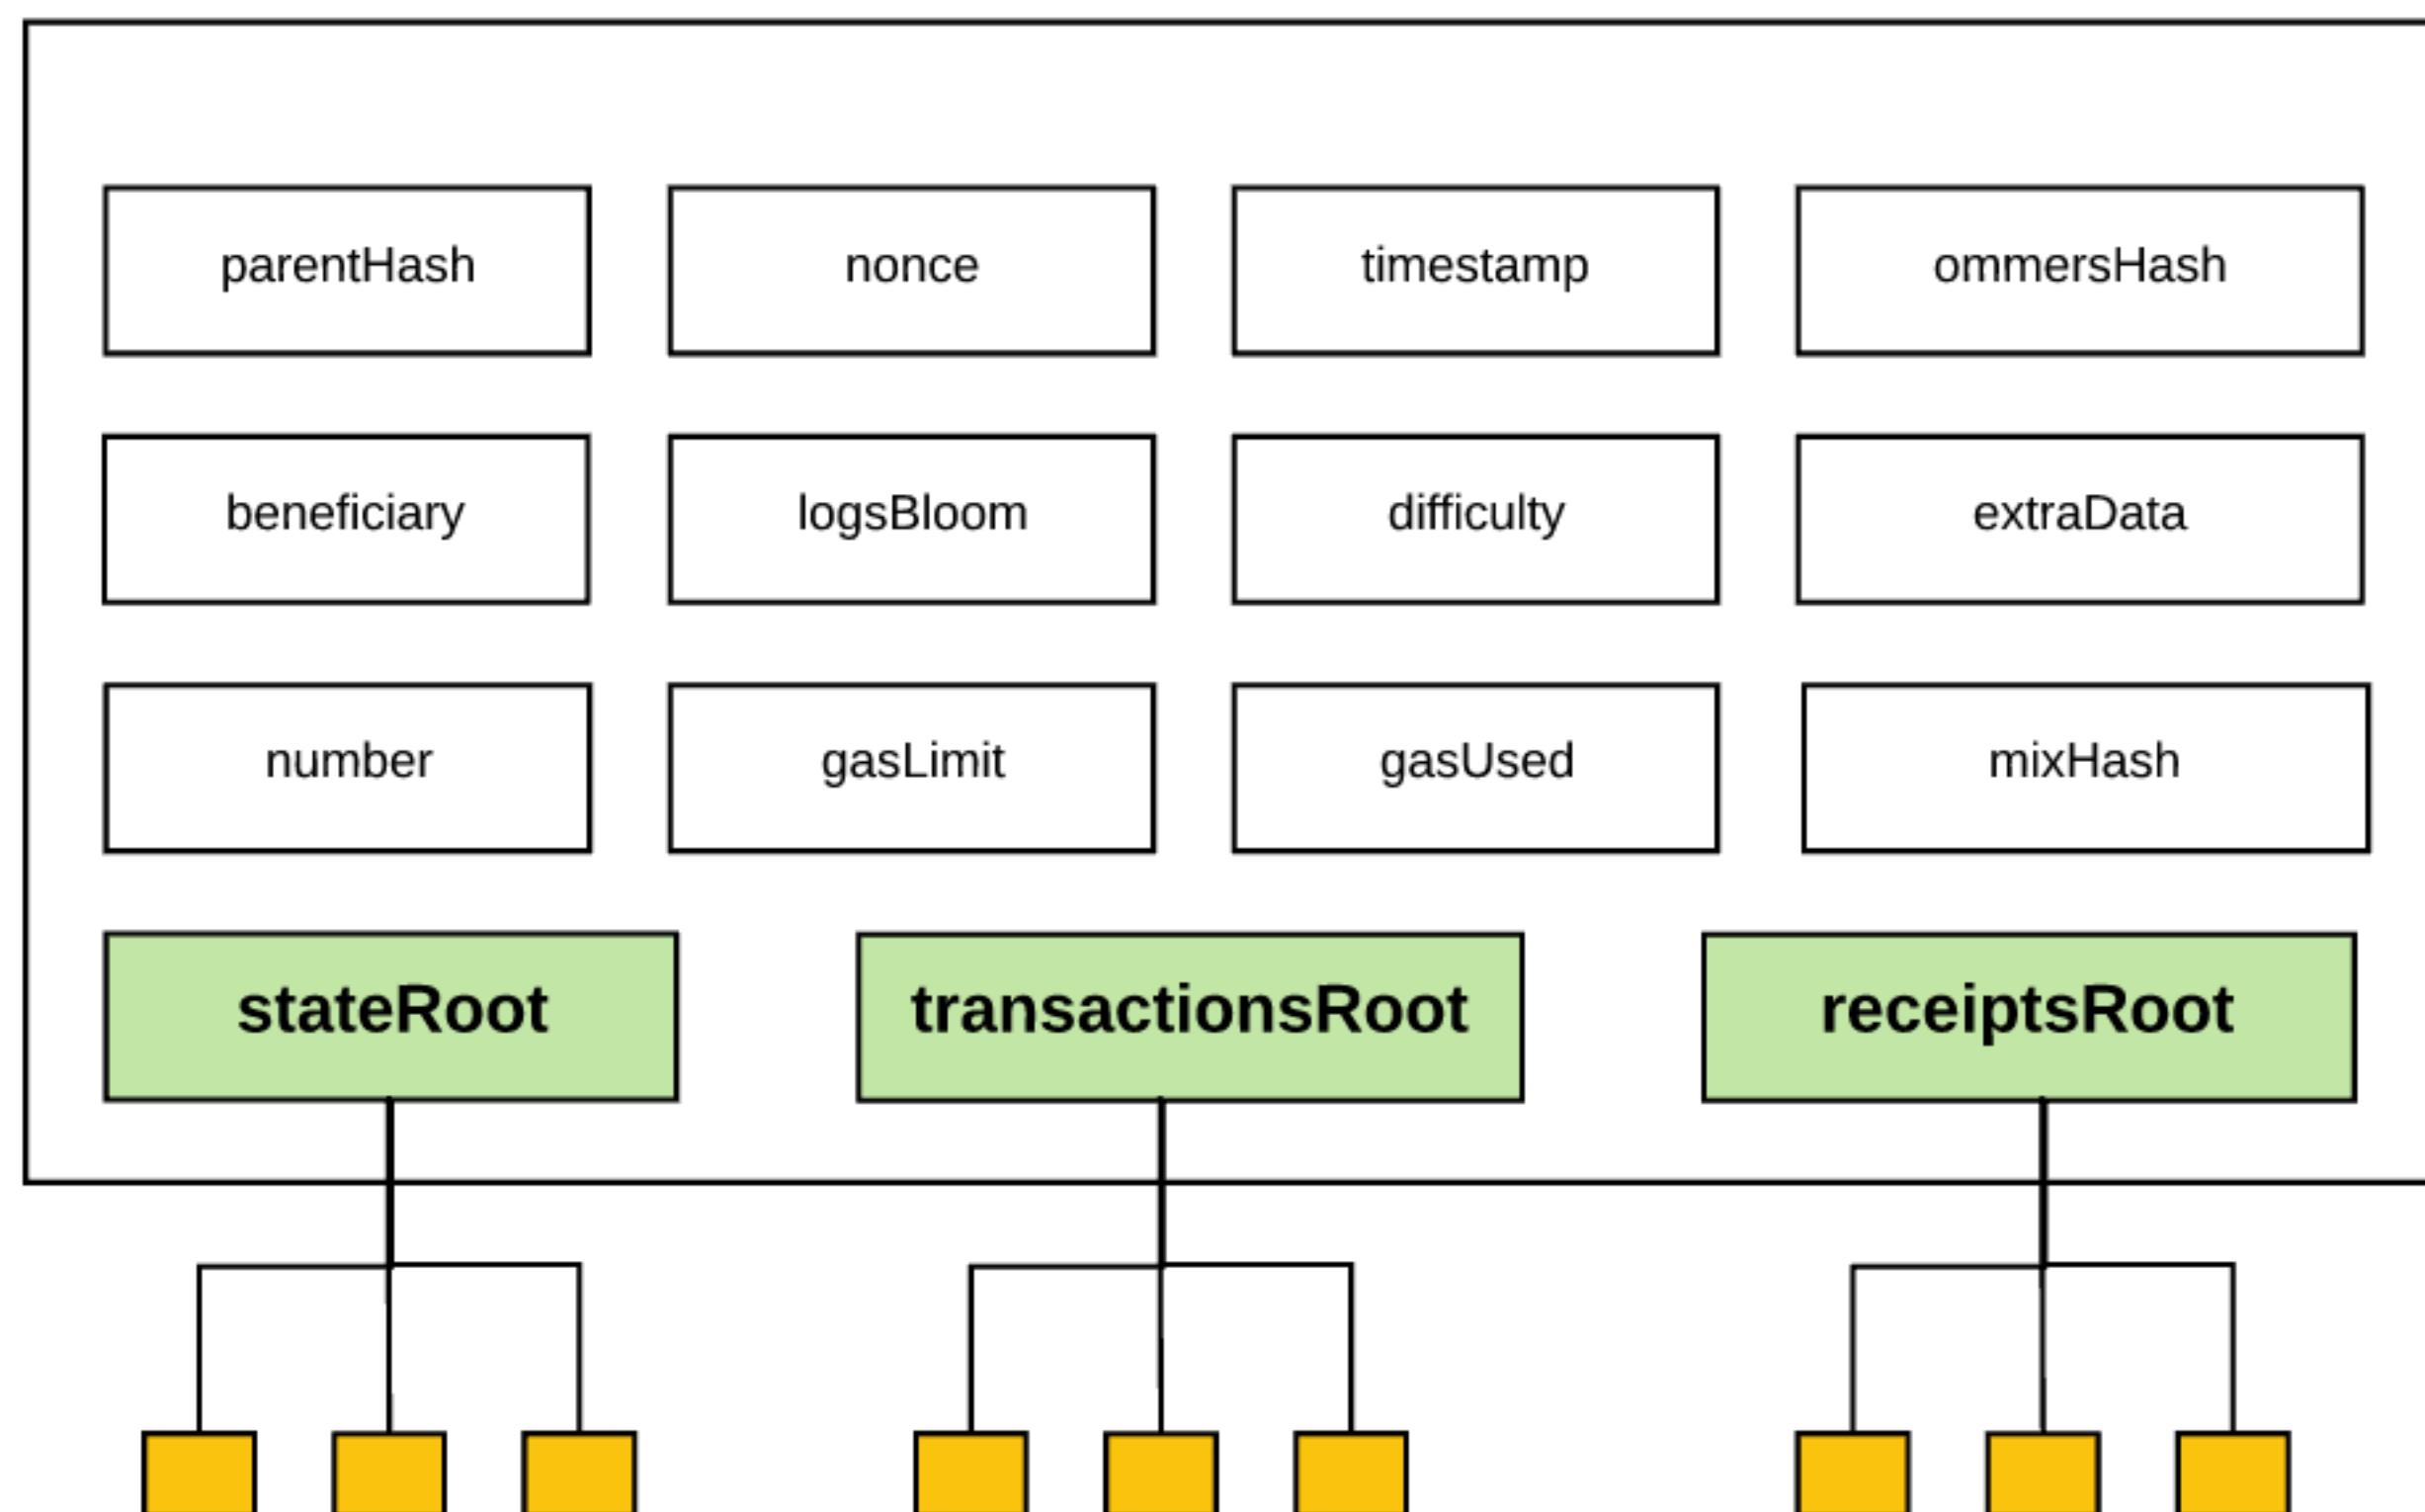 parentHash
nonce
timestamp
ommersHash
beneficiary
logsBloom
difficulty
extraData
number
gasLimit
gasUsed
mixHash
stateRoot
transactionsRoot
receiptsRoot